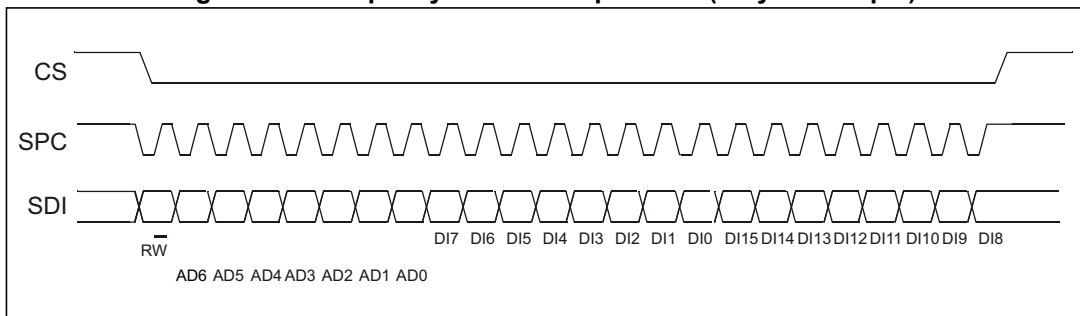 CS
SPC
SDI
RW
DI7 DI6 DI5 DI4 DI3 DI2 DI1 DI0 DI15 DI14 DI13 DI12 DI11 DI10 DI9 DI8
AD6 AD5 AD4 AD3 AD2 AD1 AD0